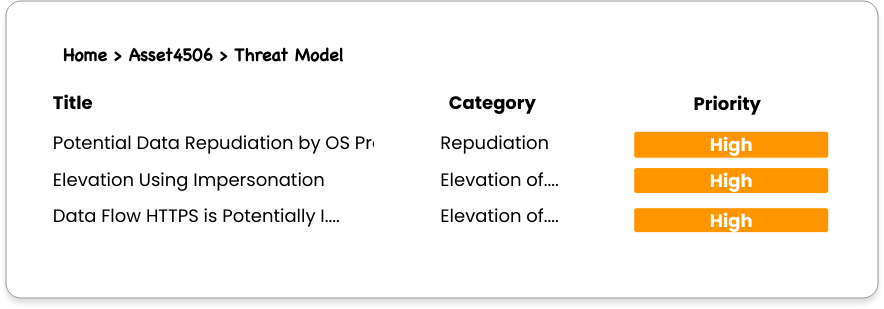 Home > Asset4506 > Threat Model
Title Category Priority
Potential Data Repudiation by OS Pr Repudiation High
Elevation Using Impersonation Elevation of.... High
Data Flow HTTPS is Potentially I.... Elevation of.... High